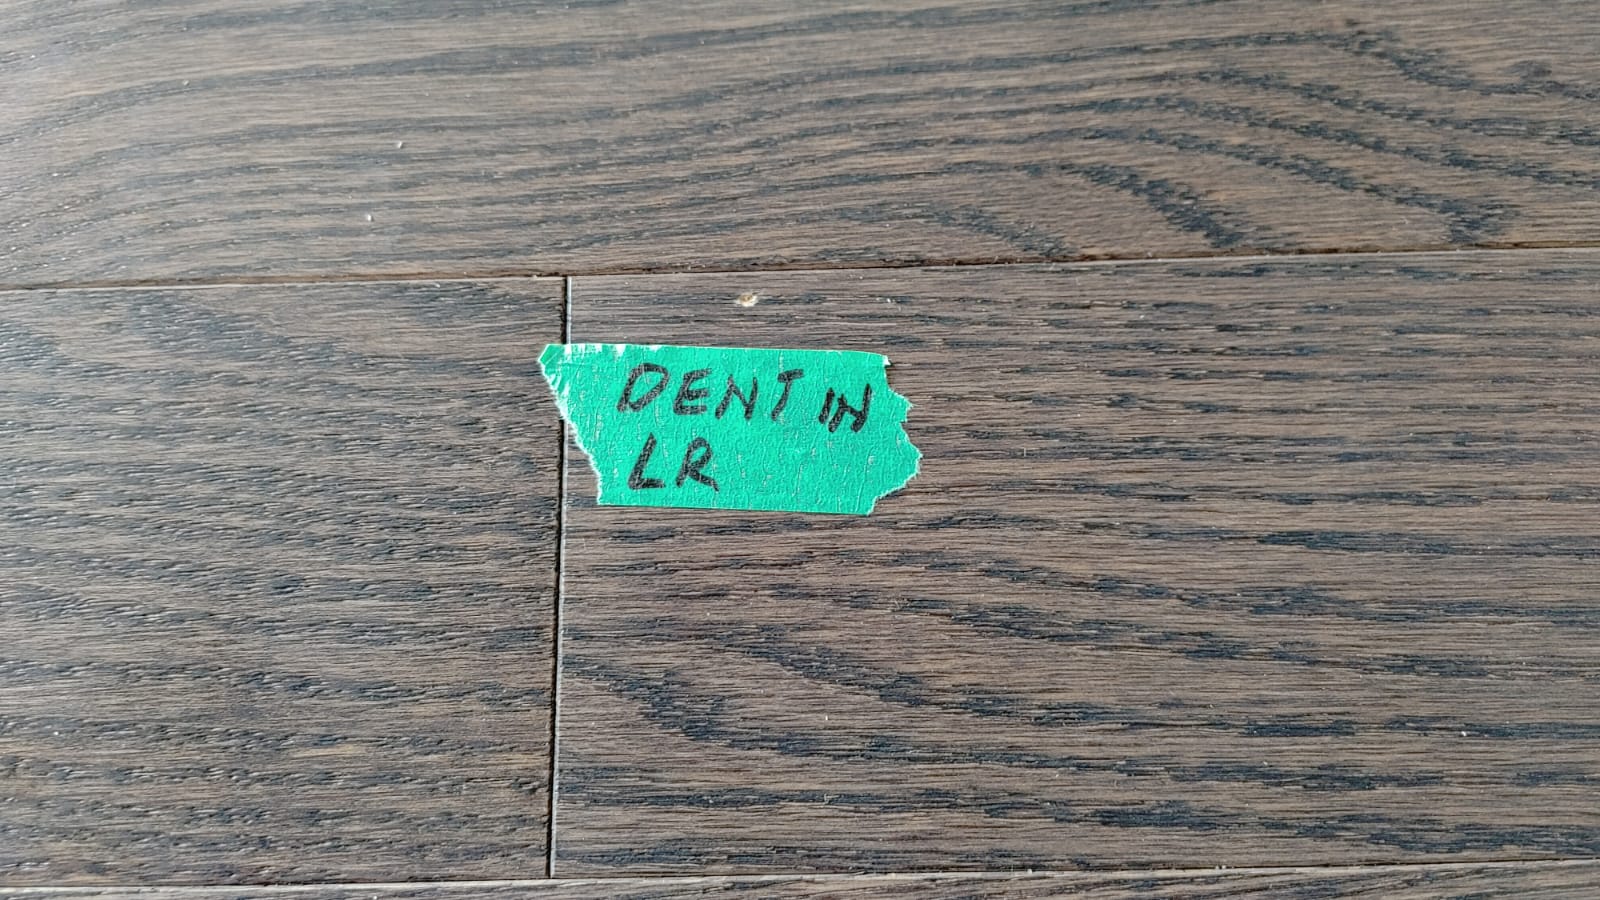 DENT IN
LR